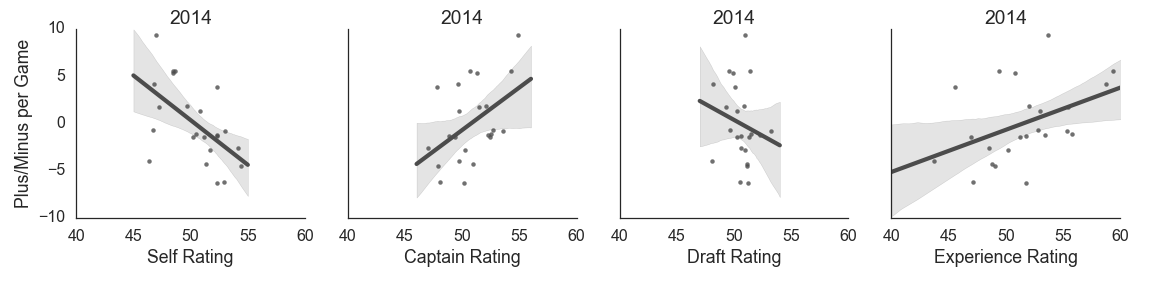 2014 2014 2014 2014
Plus/Minus per Game
10
5
0
−5
−10
40 45 50 55 60 40 45 50 55 60 40 45 50 55 60 40 45 50 55 60
Self Rating Captain Rating Draft Rating Experience Rating